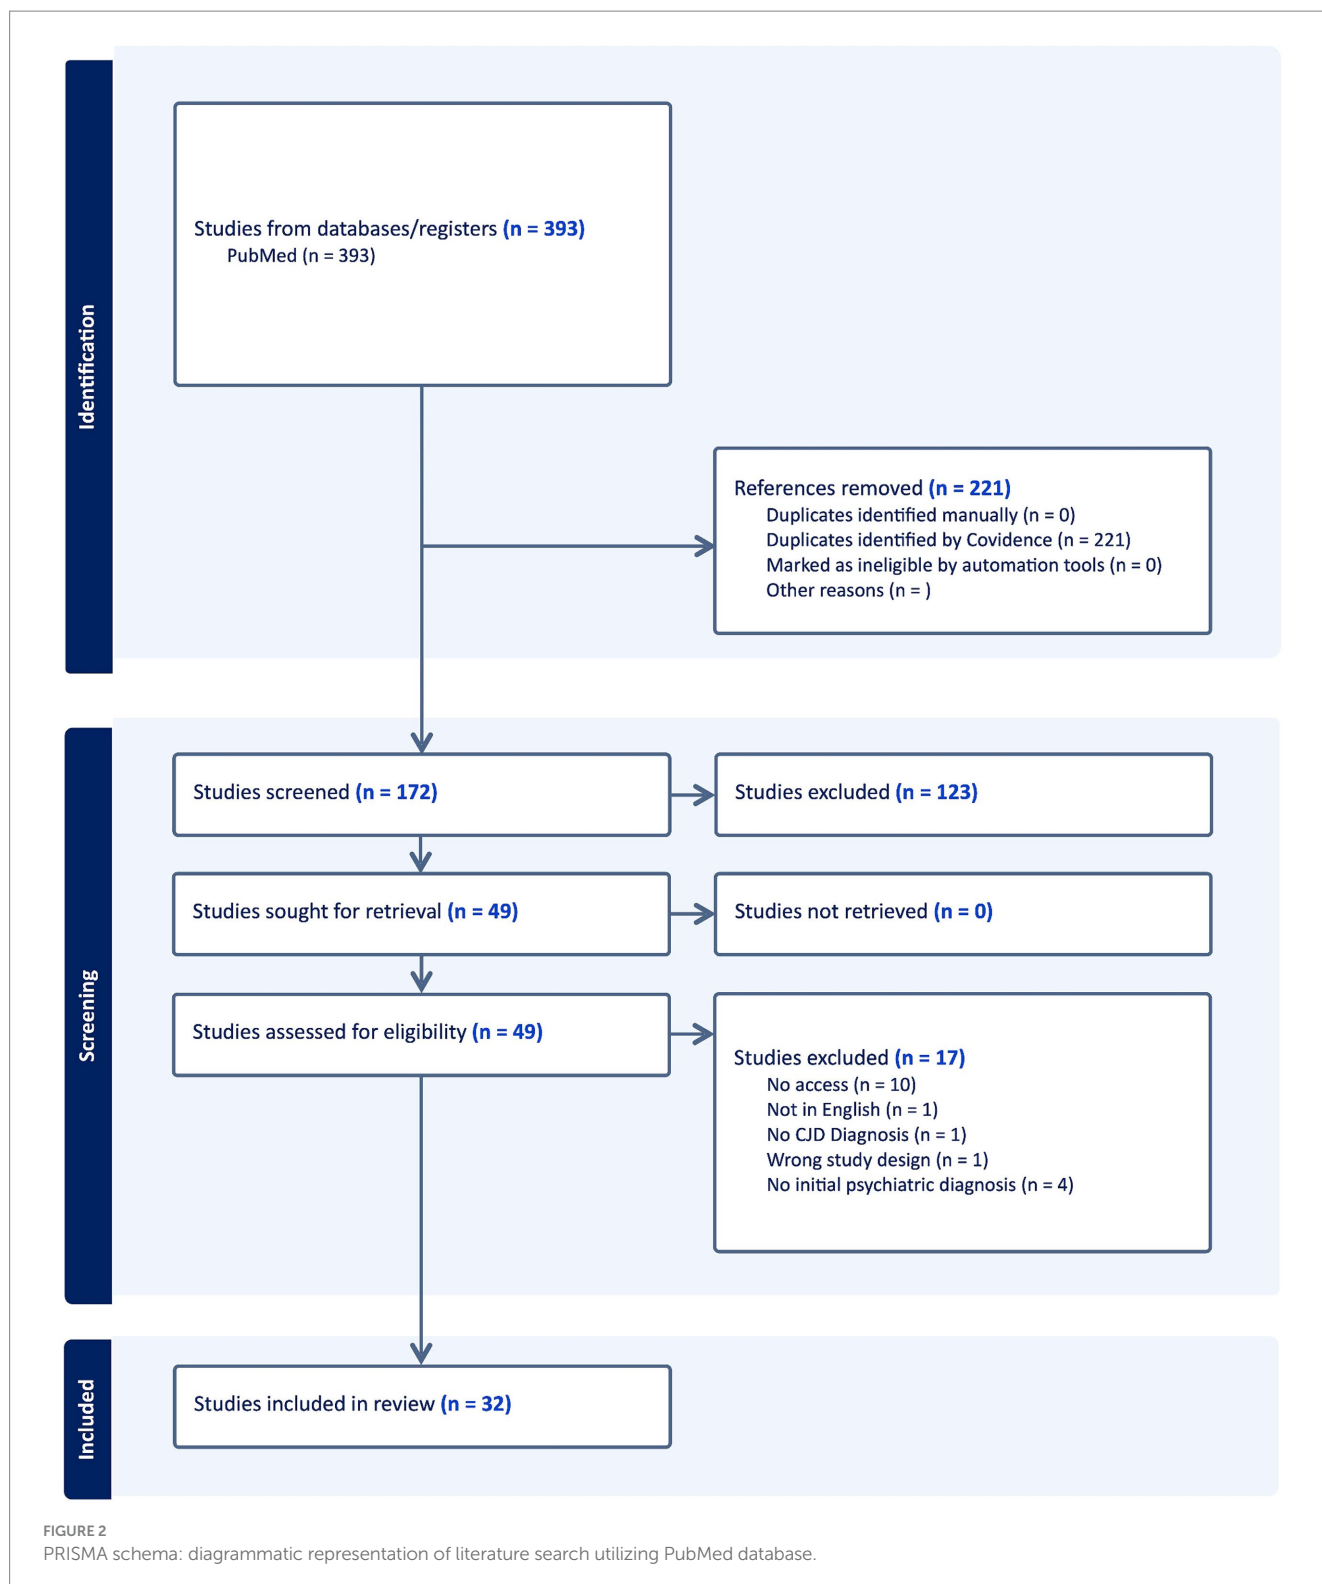 Identification
Studies from databases/registers (n = 393)
PubMed (n = 393)
References removed (n = 221)
Duplicates identified manually (n = 0)
Duplicates identified by Covidence (n = 221)
Marked as ineligible by automation tools (n = 0)
Other reasons (n = )
Screening
Studies screened (n = 172)
Studies excluded (n = 123)
Studies sought for retrieval (n = 49)
Studies not retrieved (n = 0)
Studies assessed for eligibility (n = 49)
Studies excluded (n = 17)
No access (n = 10)
Not in English (n = 1)
No CJD Diagnosis (n = 1)
Wrong study design (n = 1)
No initial psychiatric diagnosis (n = 4)
Included
Studies included in review (n = 32)
FIGURE 2
PRISMA schema: diagrammatic representation of literature search utilizing PubMed database.